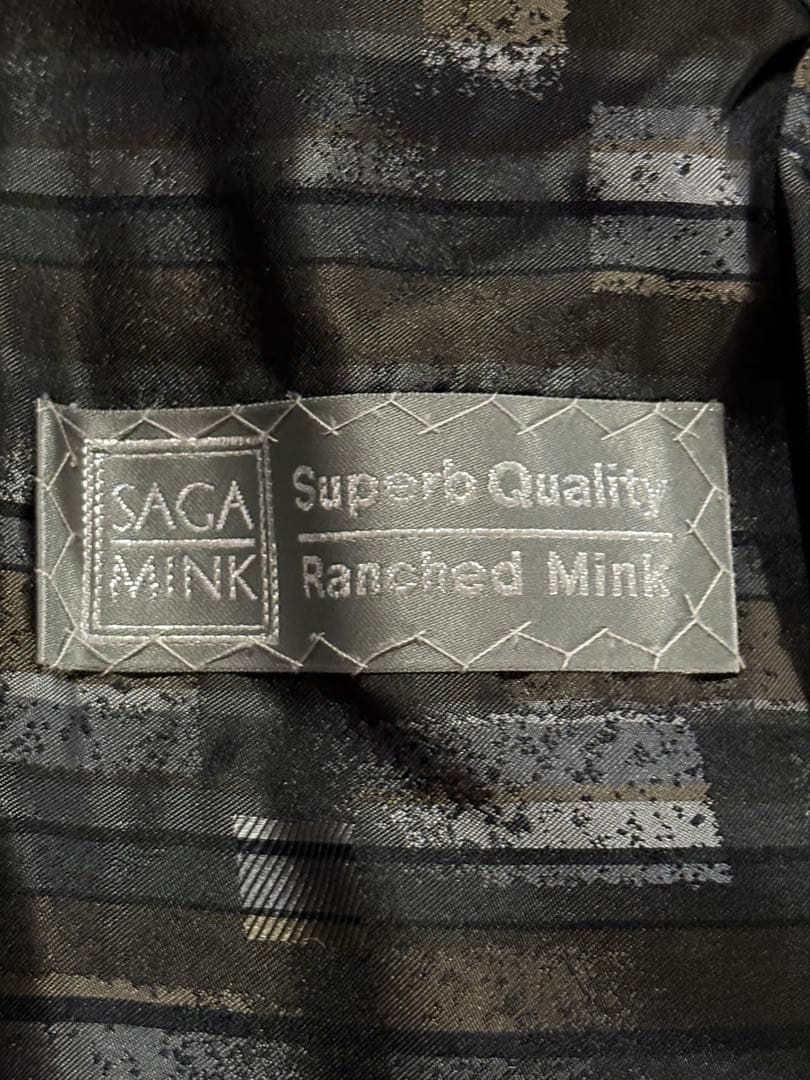 SAGA
MINK
Superb Quality
Ranched Mink